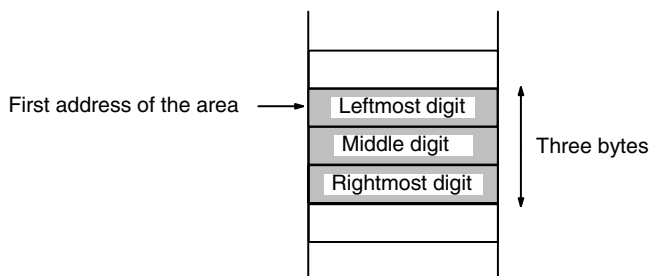 First address of the area
Leftmost digit
Middle digit
Rightmost digit
Three bytes